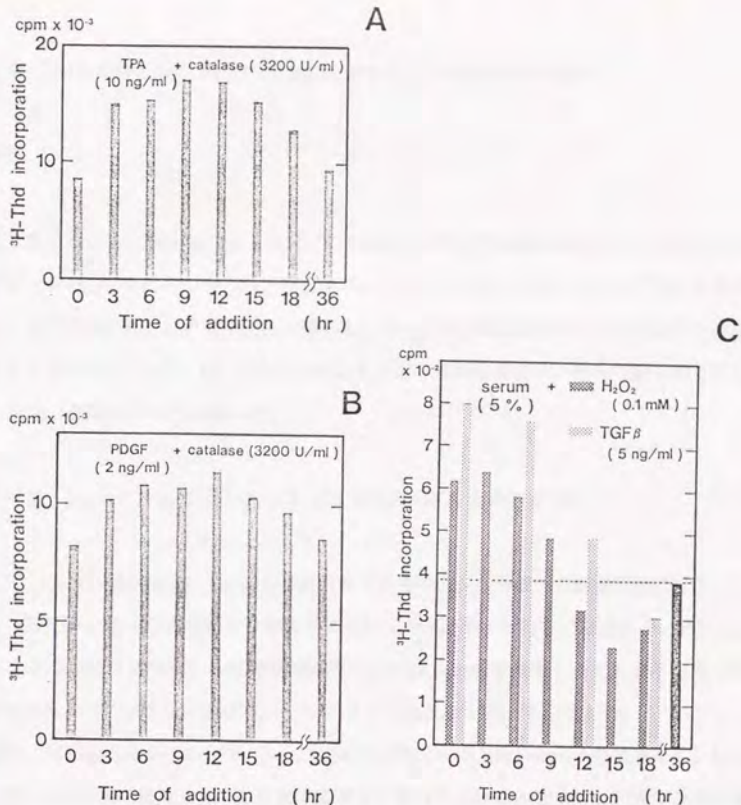 A
cpm x 10⁻³
TPA + catalase ( 3200 U/ml )
( 10 ng/ml )
20
10
0
³H-Thd incorporation
0 3 6 9 12 15 18 36
Time of addition ( hr )
B
cpm x 10⁻³
PDGF + catalase (3200 U/ml)
( 2 ng/ml )
10
5
0
³H-Thd incorporation
0 3 6 9 12 15 18 36
Time of addition ( hr )
C
cpm
x 10⁻³
serum + H₂O₂
( 5 % ) ( 0.1 mM )
TGFβ
( 5 ng/ml )
8
7
6
5
4
3
2
1
0
³H-Thd incorporation
0 3 6 9 12 15 18 36
Time of addition ( hr )